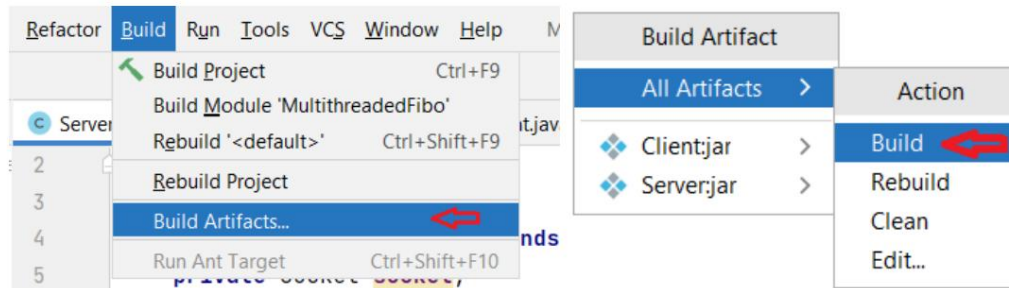 Refactor Build Run Tools VCS Window Help
Build Project Ctrl+F9
Build Module 'MultithreadedFibo'
Server
t.jav
Rebuild '<default>' Ctrl+Shift+F9
2
Rebuild Project
3
Build Artifacts...
4
nds
Run Ant Target Ctrl+Shift+F10
5
Build Artifact
All Artifacts
Client:jar
Server:jar
Action
Build
Rebuild
Clean
Edit...